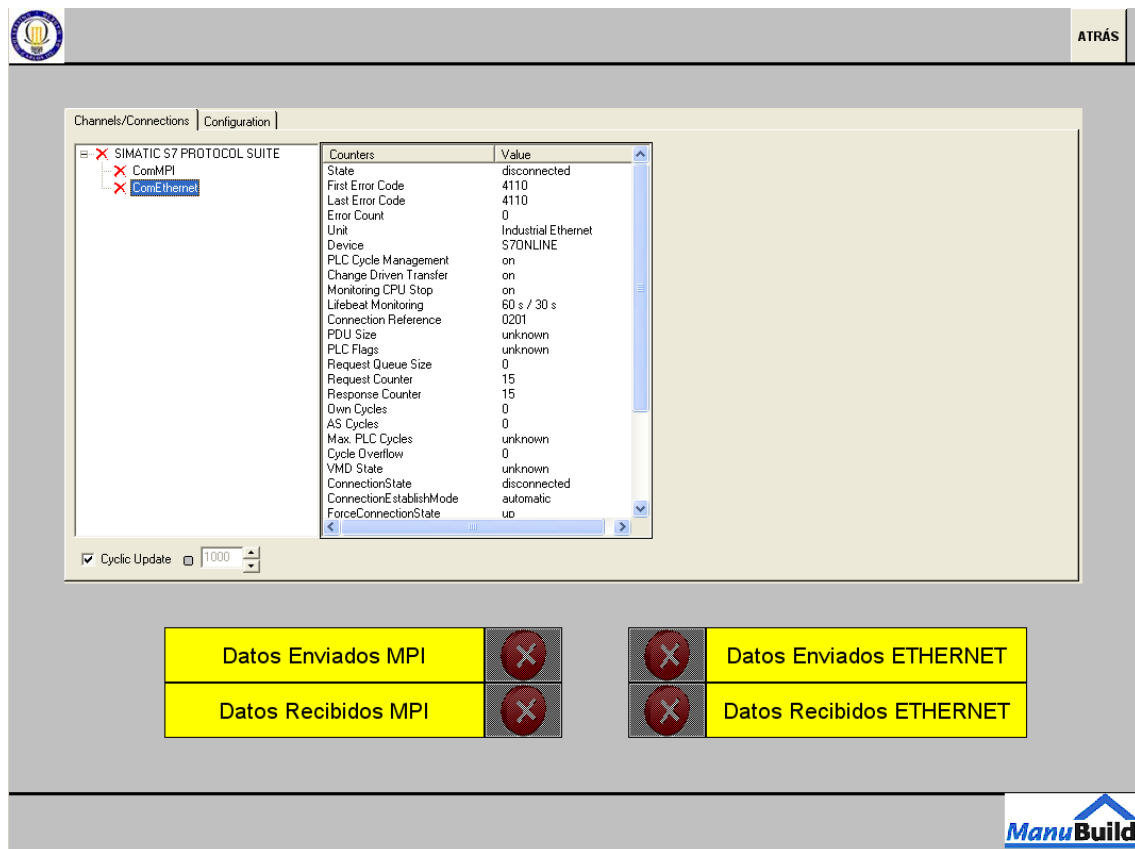 ATRÁS
Channels/Connections Configuration
SIMATIC S7 PROTOCOL SUITE
ComMPI
ComEthernet
Counters Value
State disconnected
First Error Code 4110
Last Error Code 4110
Error Count 0
Unit Industrial Ethernet
Device S7ONLINE
PLC Cycle Management on
Change Driven Transfer on
Monitoring CPU Stop on
Lifebeat Monitoring 60 s / 30 s
Connection Reference 0201
PDU Size unknown
PLC Flags unknown
Request Queue Size 0
Request Counter 15
Response Counter 15
Own Cycles 0
AS Cycles 0
Max. PLC Cycles unknown
Cycle Overflow 0
VMD State unknown
ConnectionState disconnected
ConnectionEstablishMode automatic
ForceConnectionState up
Cyclic Update 1000
Datos Enviados MPI
Datos Enviados ETHERNET
Datos Recibidos MPI
Datos Recibidos ETHERNET
ManuBuild